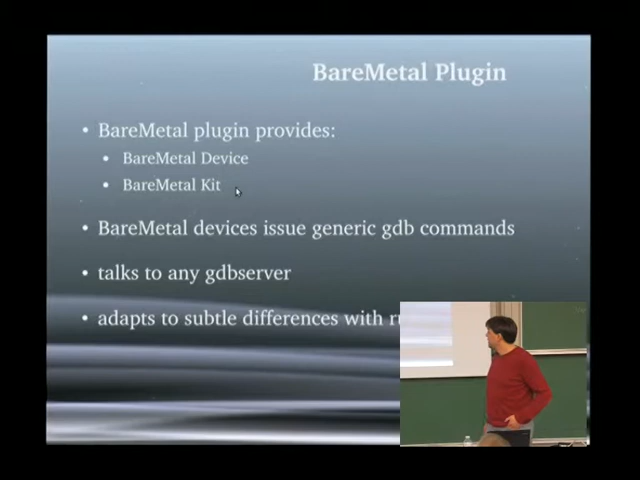 BareMetal Plugin
• BareMetal plugin provides:
• BareMetal Device
• BareMetal Kit
• BareMetal devices issue generic gdb commands
• talks to any gdbserver
• adapts to subtle differences with